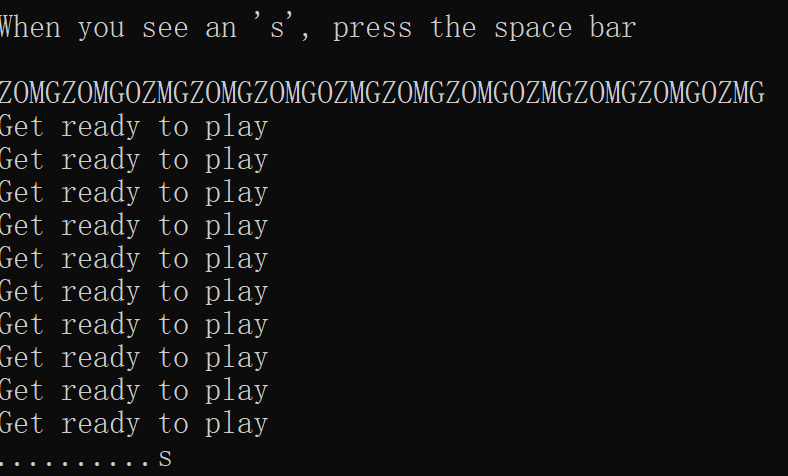 When you see an 's', press the space bar
ZOMGZOMGOZMGZOMGZOMGOZMGZOMGZOMGOZMGZOMGZOMGOZMG
Get ready to play
Get ready to play
Get ready to play
Get ready to play
Get ready to play
Get ready to play
Get ready to play
Get ready to play
Get ready to play
Get ready to play
..........s